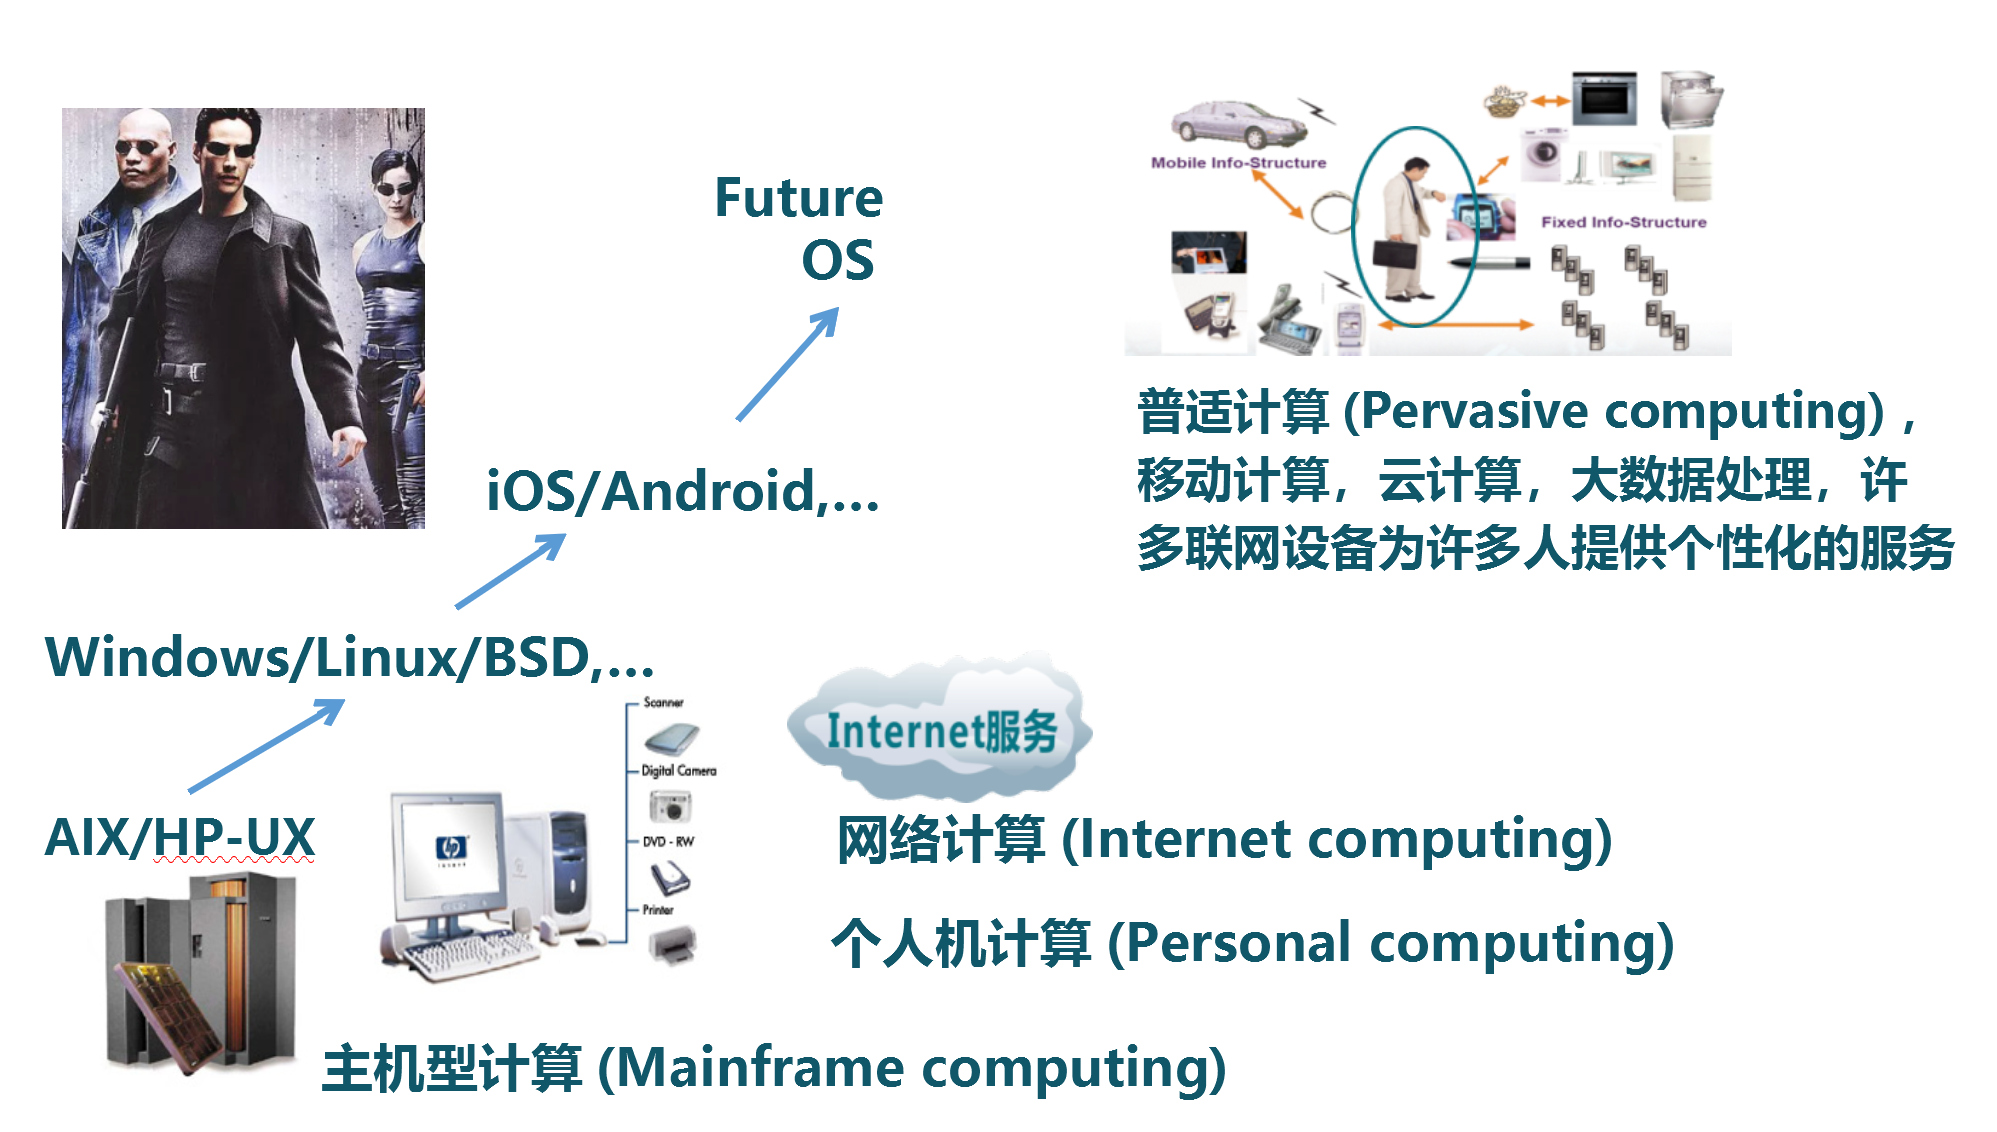 Future
OS
Mobile Info-Structure
Fixed Info-Structure
普适计算 (Pervasive computing) ,
移动计算，云计算，大数据处理，许
多联网设备为许多人提供个性化的服务
iOS/Android,...
Windows/Linux/BSD,...
Scanner
Digital Camera
DVD - RW
Printer
hp
invent
Internet服务
AIX/HP-UX
网络计算 (Internet computing)
个人机计算 (Personal computing)
主机型计算 (Mainframe computing)